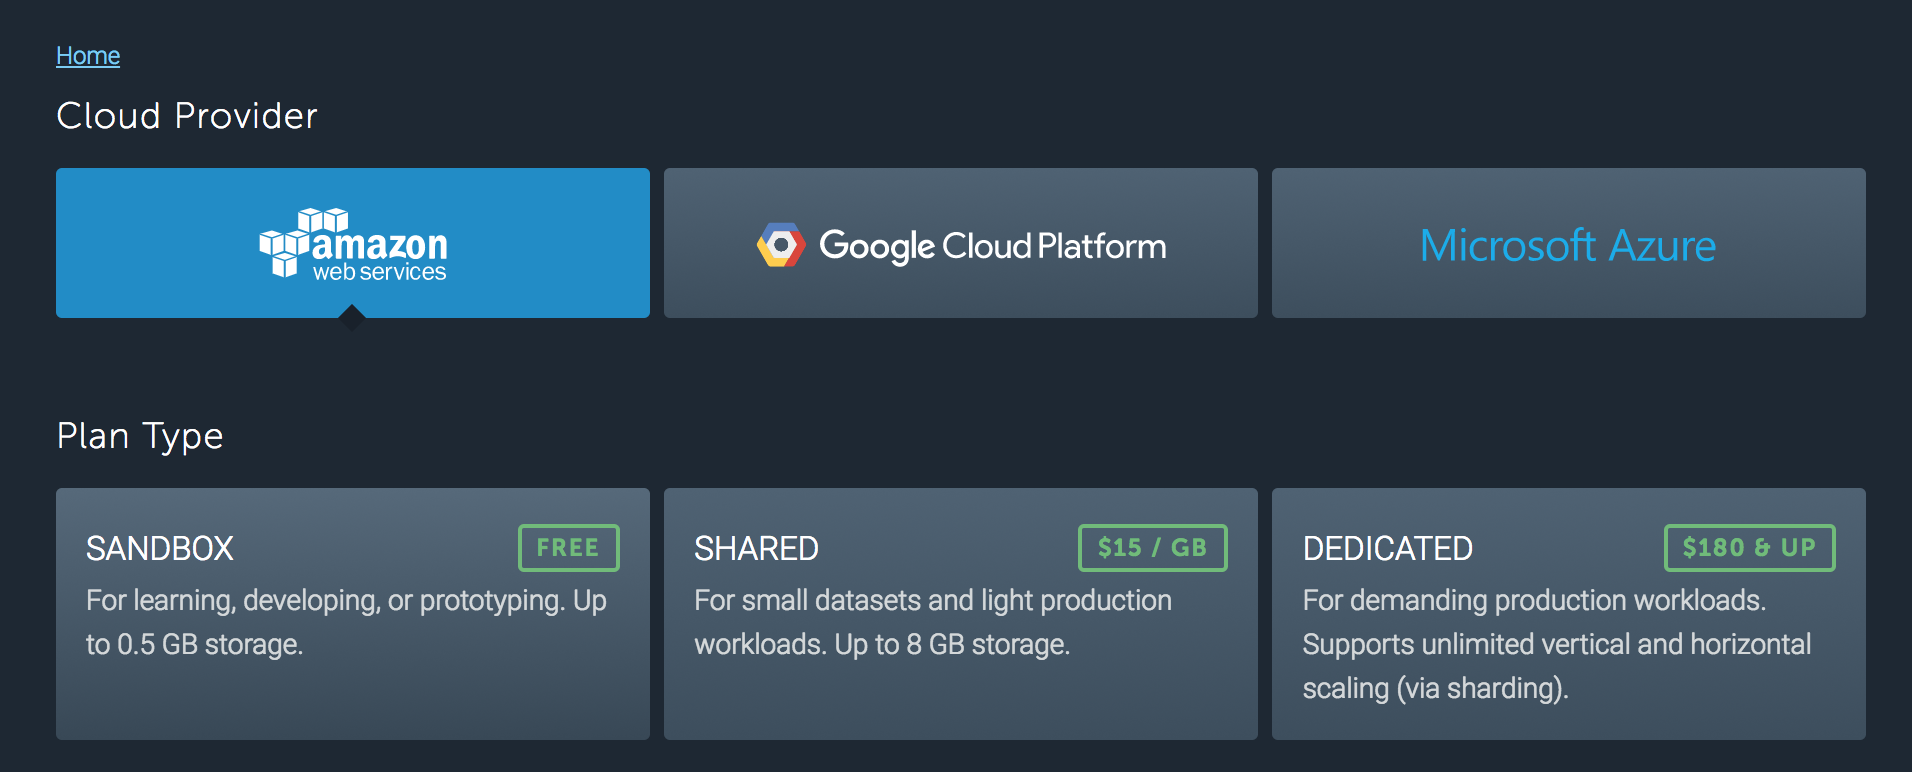 Home
Cloud Provider
amazon
web services
Google Cloud Platform
Microsoft Azure
Plan Type
SANDBOX
FREE
For learning, developing, or prototyping. Up
to 0.5 GB storage.
SHARED
$15 / GB
For small datasets and light production
workloads. Up to 8 GB storage.
DEDICATED
$180 & UP
For demanding production workloads.
Supports unlimited vertical and horizontal
scaling (via sharding).